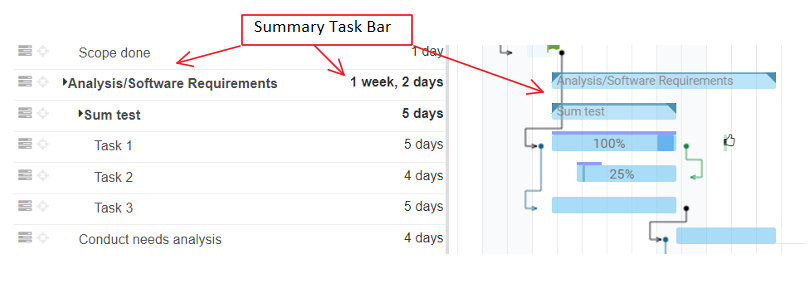 Summary Task Bar
Scope done 1 day
Analysis/Software Requirements 1 week, 2 days Analysis/Software Requirements
Sum test 5 days Sum test
Task 1 5 days 100%
Task 2 4 days 25%
Task 3 5 days
Conduct needs analysis 4 days